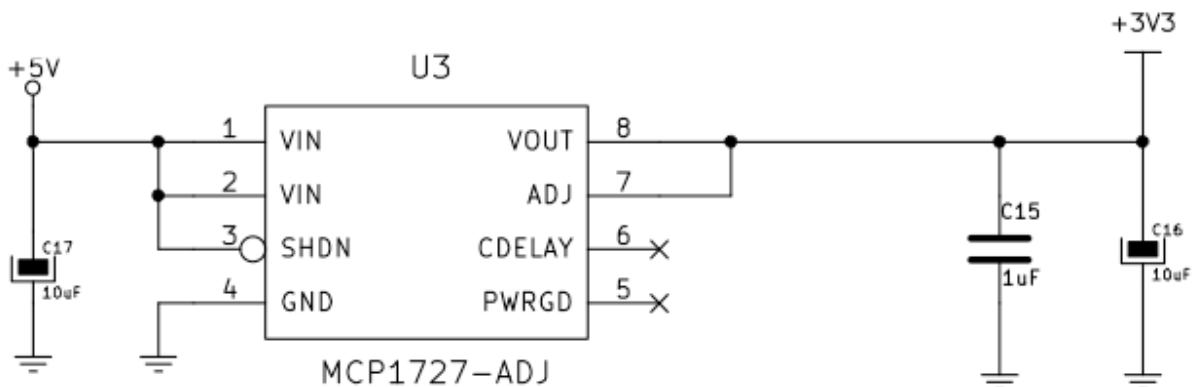 +3V3
+5V
U3
1 VIN VOUT 8
2 VIN ADJ 7
3 SHDN CDELAY 6
4 GND PWRGD 5
C17
10uF
C15
1uF
C16
10uF
MCP1727-ADJ